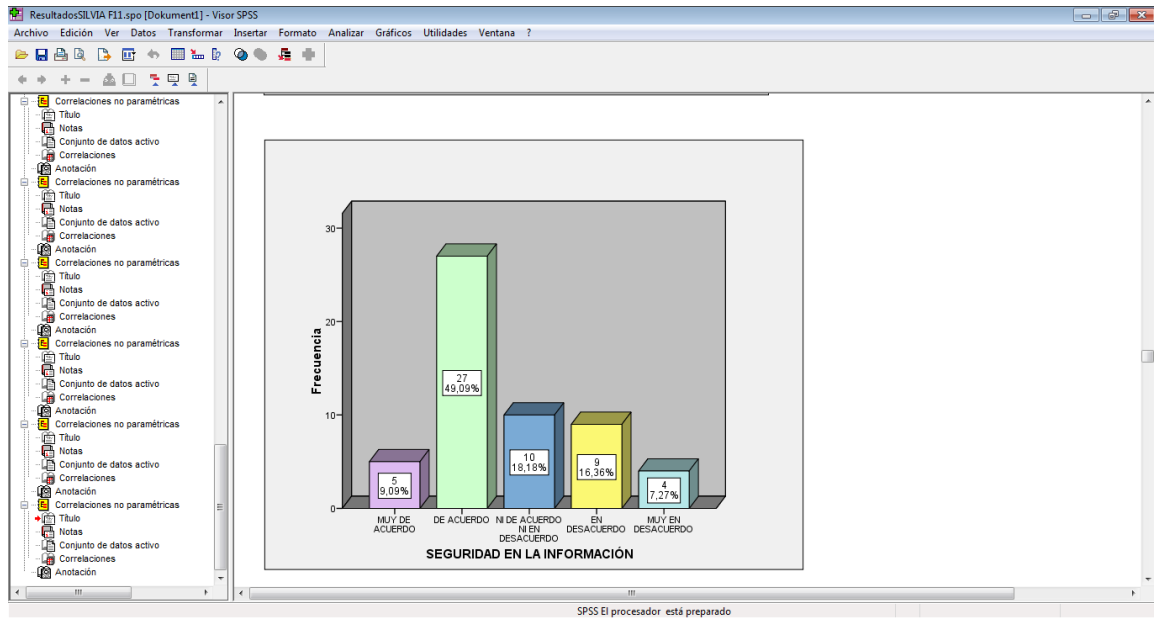 ResultadosSILVIA F11.spo [Dokument1] - Visor SPSS
Archivo Edición Ver Datos Transformar Insertar Formato Analizar Gráficos Utilidades Ventana ?
Correlaciones no paramétricas
Título
Notas
Conjunto de datos activo
Correlaciones
Anotación
Correlaciones no paramétricas
Título
Notas
Conjunto de datos activo
Correlaciones
Anotación
Correlaciones no paramétricas
Título
Notas
Conjunto de datos activo
Correlaciones
Anotación
Correlaciones no paramétricas
Título
Notas
Conjunto de datos activo
Correlaciones
Anotación
Correlaciones no paramétricas
Título
Notas
Conjunto de datos activo
Correlaciones
Anotación
Correlaciones no paramétricas
Título
Notas
Conjunto de datos activo
Correlaciones
Anotación
Frecuencia
30
20
10
0
5
9,09%
27
49,09%
10
18,18%
9
16,36%
4
7,27%
MUY DE
ACUERDO
DE ACUERDO
NI DE ACUERDO
NI EN
DESACUERDO
EN
DESACUERDO
MUY EN
DESACUERDO
SEGURIDAD EN LA INFORMACIÓN
SPSS El procesador está preparado